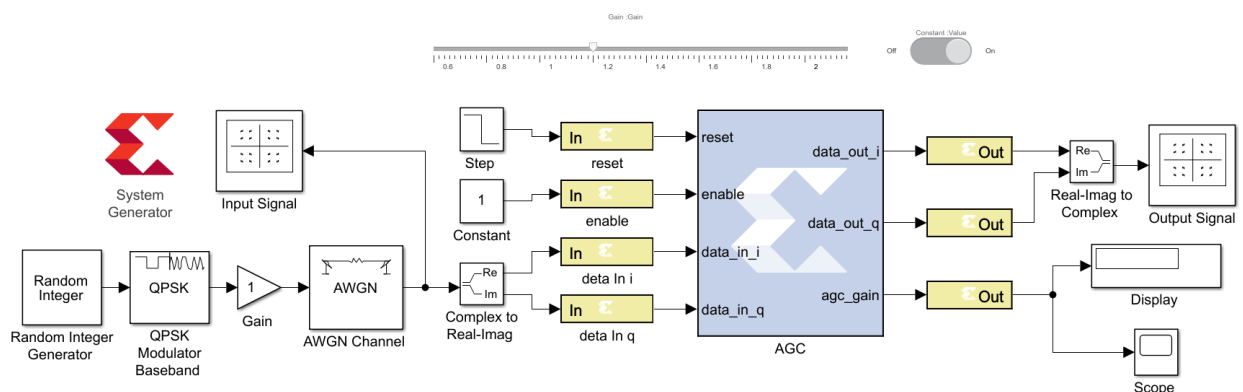 Gain :Gain
0.6 0.8 1 1.2 1.4 1.6 1.8 2
Constant :Value
Off On
System
Generator
Input Signal
Step
In
reset
1
Constant
In
enable
Random
Integer
Random Integer
Generator
QPSK
QPSK
Modulator
Baseband
1
Gain
AWGN
AWGN Channel
Re
Im
Complex to
Real-Imag
In
deta In i
In
deta In q
reset
enable
data_in_i
data_in_q
data_out_i
data_out_q
agc_gain
AGC
Out
Out
Out
Re
Im
Real-Imag to
Complex
Output Signal
Display
Scope